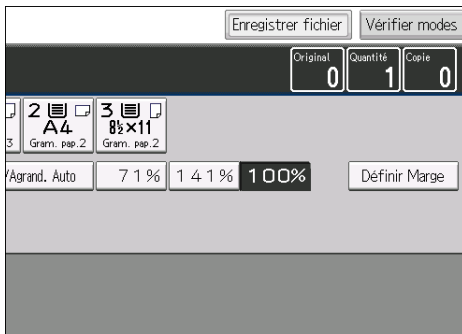 Enregistrer fichier Vérifier modes
Original Quantité Copie
0 1 0
2 3
A4 8½×11
3 Gram. pap.2 Gram. pap.2
/Agrand. Auto 71% 141% 100% Définir Marge